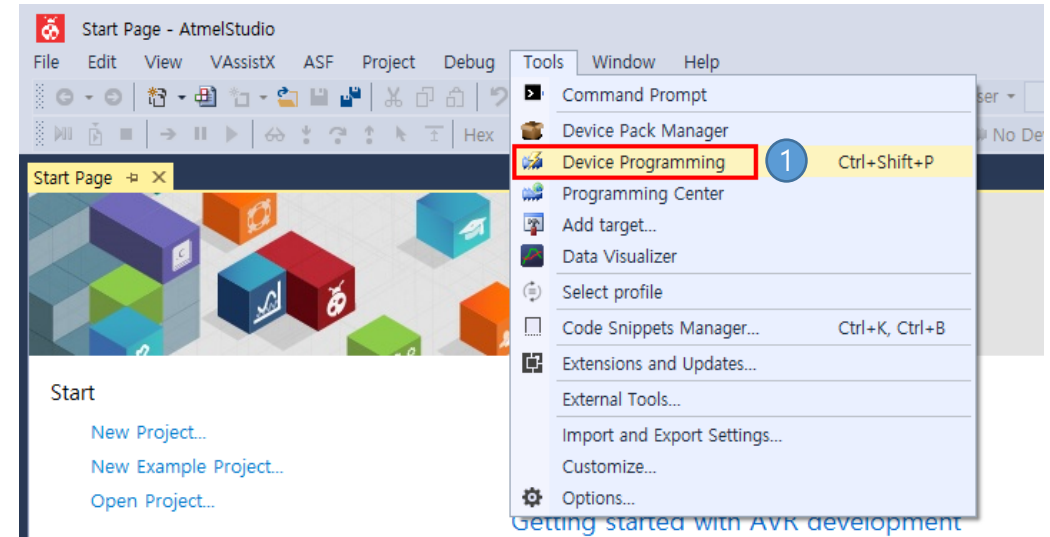 Start Page - AtmelStudio
File Edit View VAssistX ASF Project Debug Tools Window Help
Hex
No De
Start Page
Command Prompt
Device Pack Manager
Device Programming 1 Ctrl+Shift+P
Programming Center
Add target...
Data Visualizer
Select profile
Code Snippets Manager... Ctrl+K, Ctrl+B
Extensions and Updates...
External Tools...
Import and Export Settings...
Customize...
Options...
Start
New Project...
New Example Project...
Open Project...
Getting started with AVR development